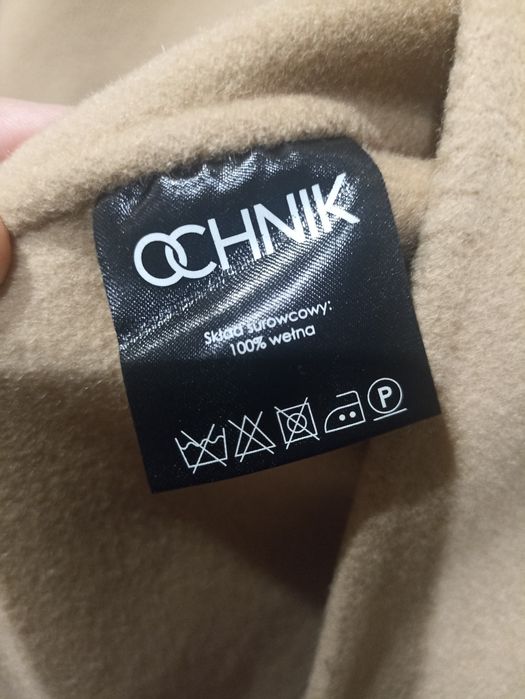 OCHNIK
Skład surowcowy:
100% wełna
P